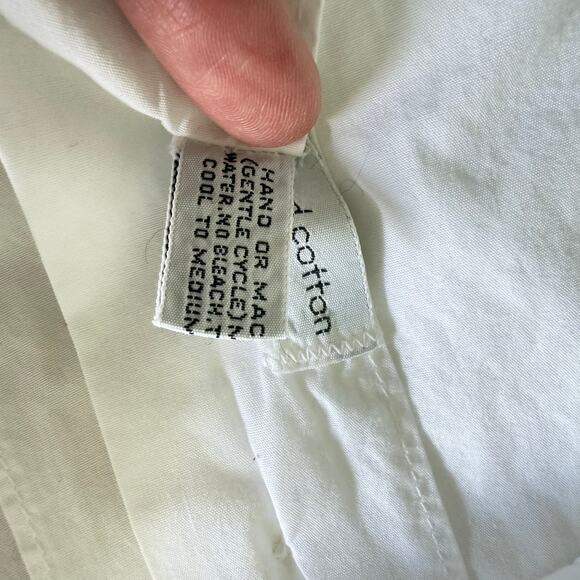 HAND OR MAC
(GENTLE CYCLE)
WATER.NO BLEACH.T
COOL TO MEDIUM
cotton